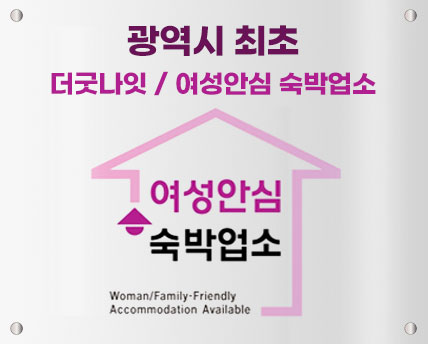 광역시 최초
더굿나잇 / 여성안심 숙박업소
여성안심
숙박업소
Woman/Family-Friendly
Accommodation Available